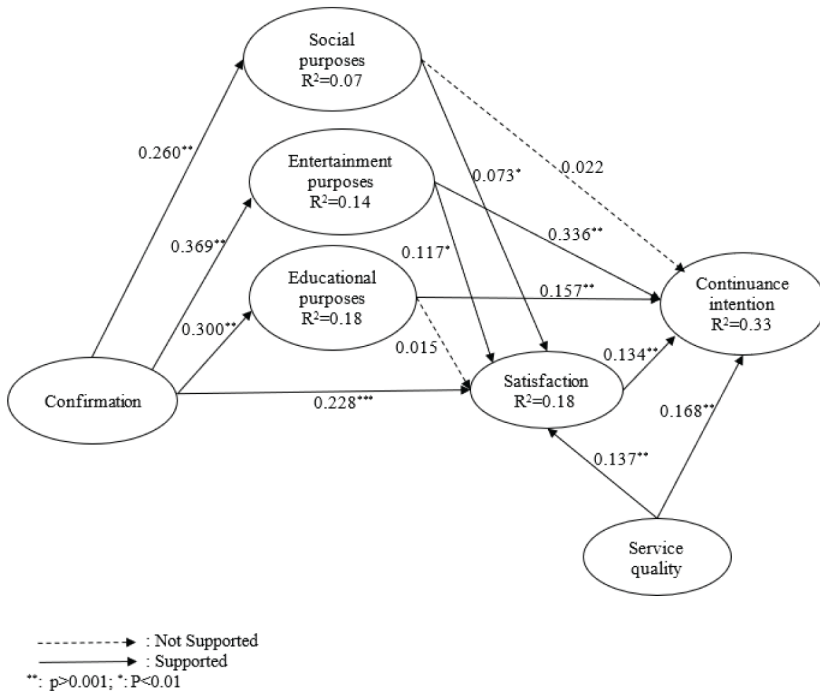 Social
purposes
R²=0.07
0.260**
Entertainment
purposes
R²=0.14
0.073*
0.022
0.369**
0.117*
0.336**
Educational
purposes
R²=0.18
0.300**
0.157**
Continuance
intention
R²=0.33
0.015
0.134**
Confirmation
0.228***
Satisfaction
R²=0.18
0.168**
0.137**
Service
quality
: Not Supported
: Supported
**: p>0.001; *: P<0.01